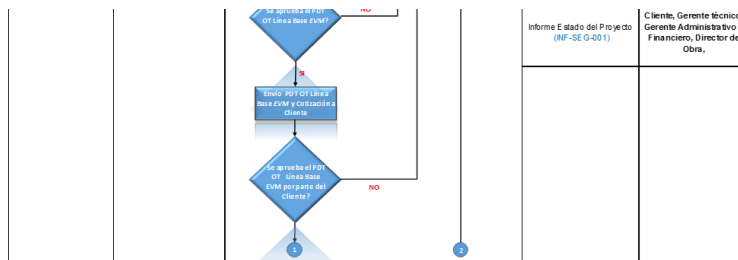 Se aprueba el PDT
OT Línea Base EVM?
NO
SI
Envío PDT OT Línea
Base EVM y Cotización a
Cliente
Se aprueba el PDT
OT Línea Base
EVM por parte del
Cliente?
NO
1
2
Informe Estado del Proyecto
(INF-SEG-001)
Cliente, Gerente técnico
Gerente Administrativo
Financiero, Director de
Obra,